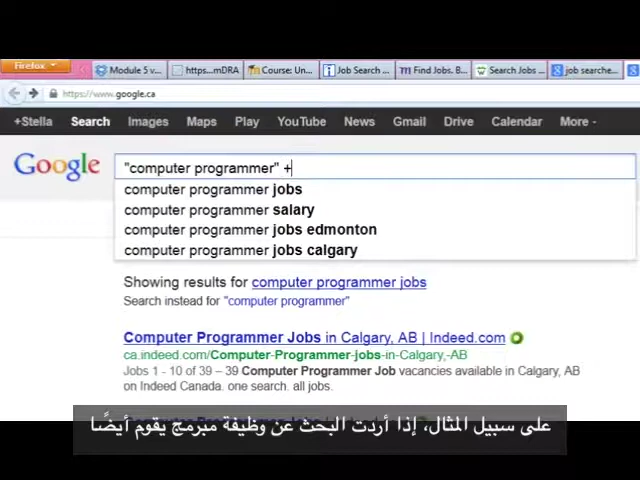 Firefox
Module 5 v... https:...mDRA Course: Un... Job Search ... Find Jobs. B... Search Jobs ... job searche...
https://www.google.ca
+Stella Search Images Maps Play YouTube News Gmail Drive Calendar More
Google "computer programmer" +
computer programmer jobs
computer programmer salary
computer programmer jobs edmonton
computer programmer jobs calgary
Showing results for computer programmer jobs
Search instead for "computer programmer"
Computer Programmer Jobs in Calgary, AB | Indeed.com
ca.indeed.com/Computer-Programmer-jobs-in-Calgary,-AB
Jobs 1 - 10 of 39 – 39 Computer Programmer Job vacancies available in Calgary, AB
on Indeed Canada. one search. all jobs.
على سبيل المثال، إذا أردت البحث عن وظيفة مبرمج يقوم أيضًا